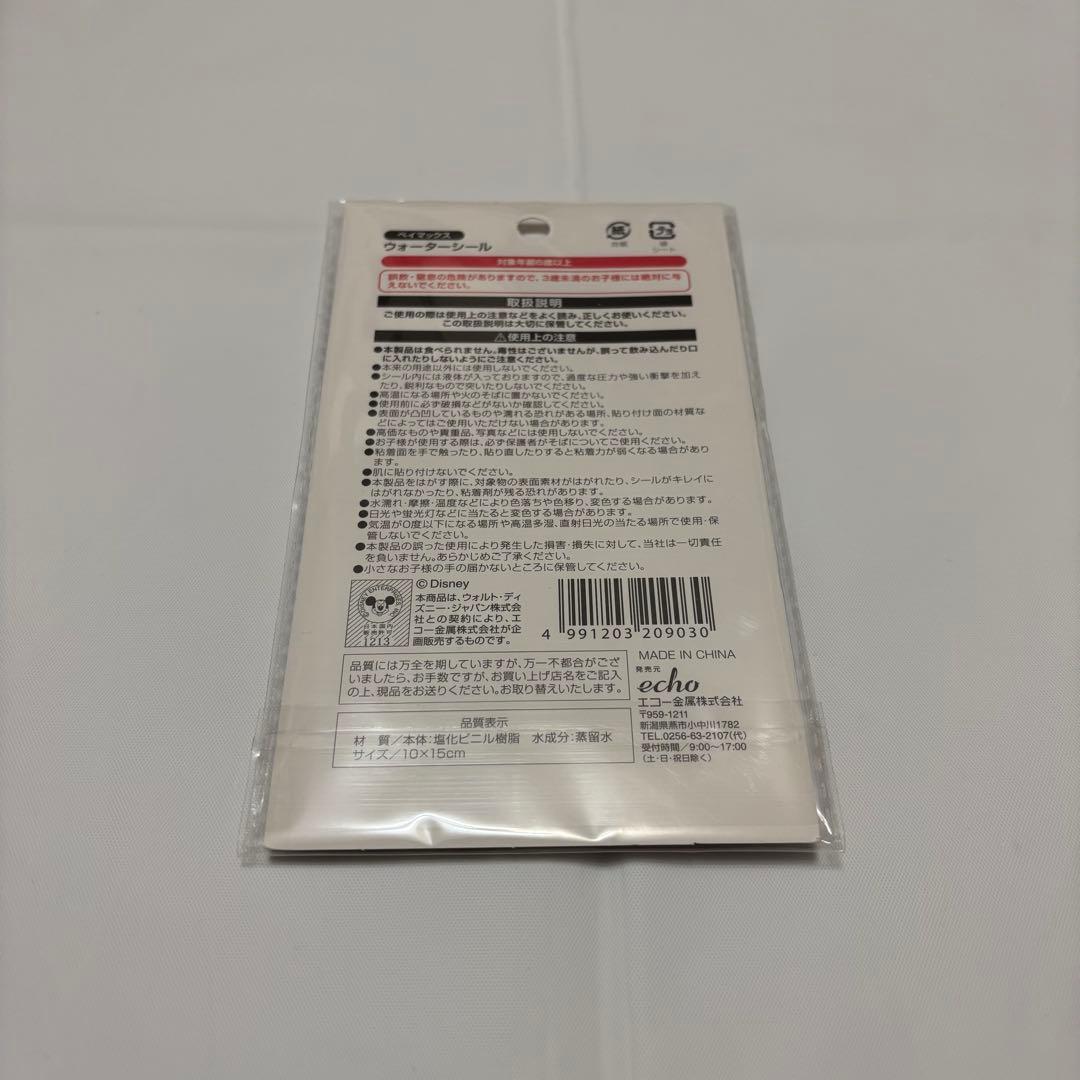 ベイマックス
ウォーターシール
紙
台紙
プラ
袋
シート
対象年齢6歳以上
誤飲・窒息の危険がありますので、3歳未満のお子様には絶対に与
えないでください。
取扱説明
ご使用の際は使用上の注意などをよく読み、正しくお使いください。
この取扱説明は大切に保管してください。
⚠使用上の注意
●本製品は食べられません。毒性はございませんが、誤って飲み込んだり口
に入れたりしないようにご注意ください。
●本来の用途以外には使用しないでください。
●シール内には液体が入っておりますので、過度な圧力や強い衝撃を加え
たり、鋭利なもので突いたりしないでください。
●高温になる場所や火のそばに置かないでください。
●使用前に必ず破損などがないか確認してください。
●表面が凸凹しているものや濡れる恐れがある場所、貼り付け面の材質な
どによってはご使用いただけない場合があります。
●高価なものや貴重品、写真などには使用しないでください。
●お子様が使用する際は、必ず保護者がそばについてご使用ください。
●粘着面を手で触ったり、貼り直したりすると粘着力が弱くなる場合があり
ます。
●肌に貼り付けないでください。
●本製品をはがす際に、対象物の表面素材がはがれたり、シールがキレイに
はがれなかったり、粘着剤が残る恐れがあります。
●水濡れ・摩擦・温度などにより色落ちや色移り、変色する場合があります。
●日光や蛍光灯などに当たると変色する場合があります。
●気温が0度以下になる場所や高温多湿、直射日光の当たる場所で使用・保
管しないでください。
●本製品の誤った使用により発生した損害・損失に対して、当社は一切責任
を負いません。あらかじめご了承ください。
●小さなお子様の手の届かないところに保管してください。
©DISNEY ENTERPRISES, INC.
日本国内
販売許可
1213
© Disney
本商品は、ウォルト・ディ
ズニー・ジャパン株式会
社との契約により、エ
コー金属株式会社が企
画販売するものです。
4 991203 209030
MADE IN CHINA
発売元
echo
エコー金属株式会社
〒959-1211
新潟県燕市小中川1782
TEL.0256-63-2107(代)
受付時間/9:00〜17:00
(土・日・祝日除く)
品質には万全を期していますが、万一不都合がござ
いましたら、お手数ですが、お買い上げ店名をご記入
の上、現品をお送りください。お取り替えいたします。
品質表示
材 質/本体:塩化ビニル樹脂 水成分:蒸留水
サイズ/10×15cm